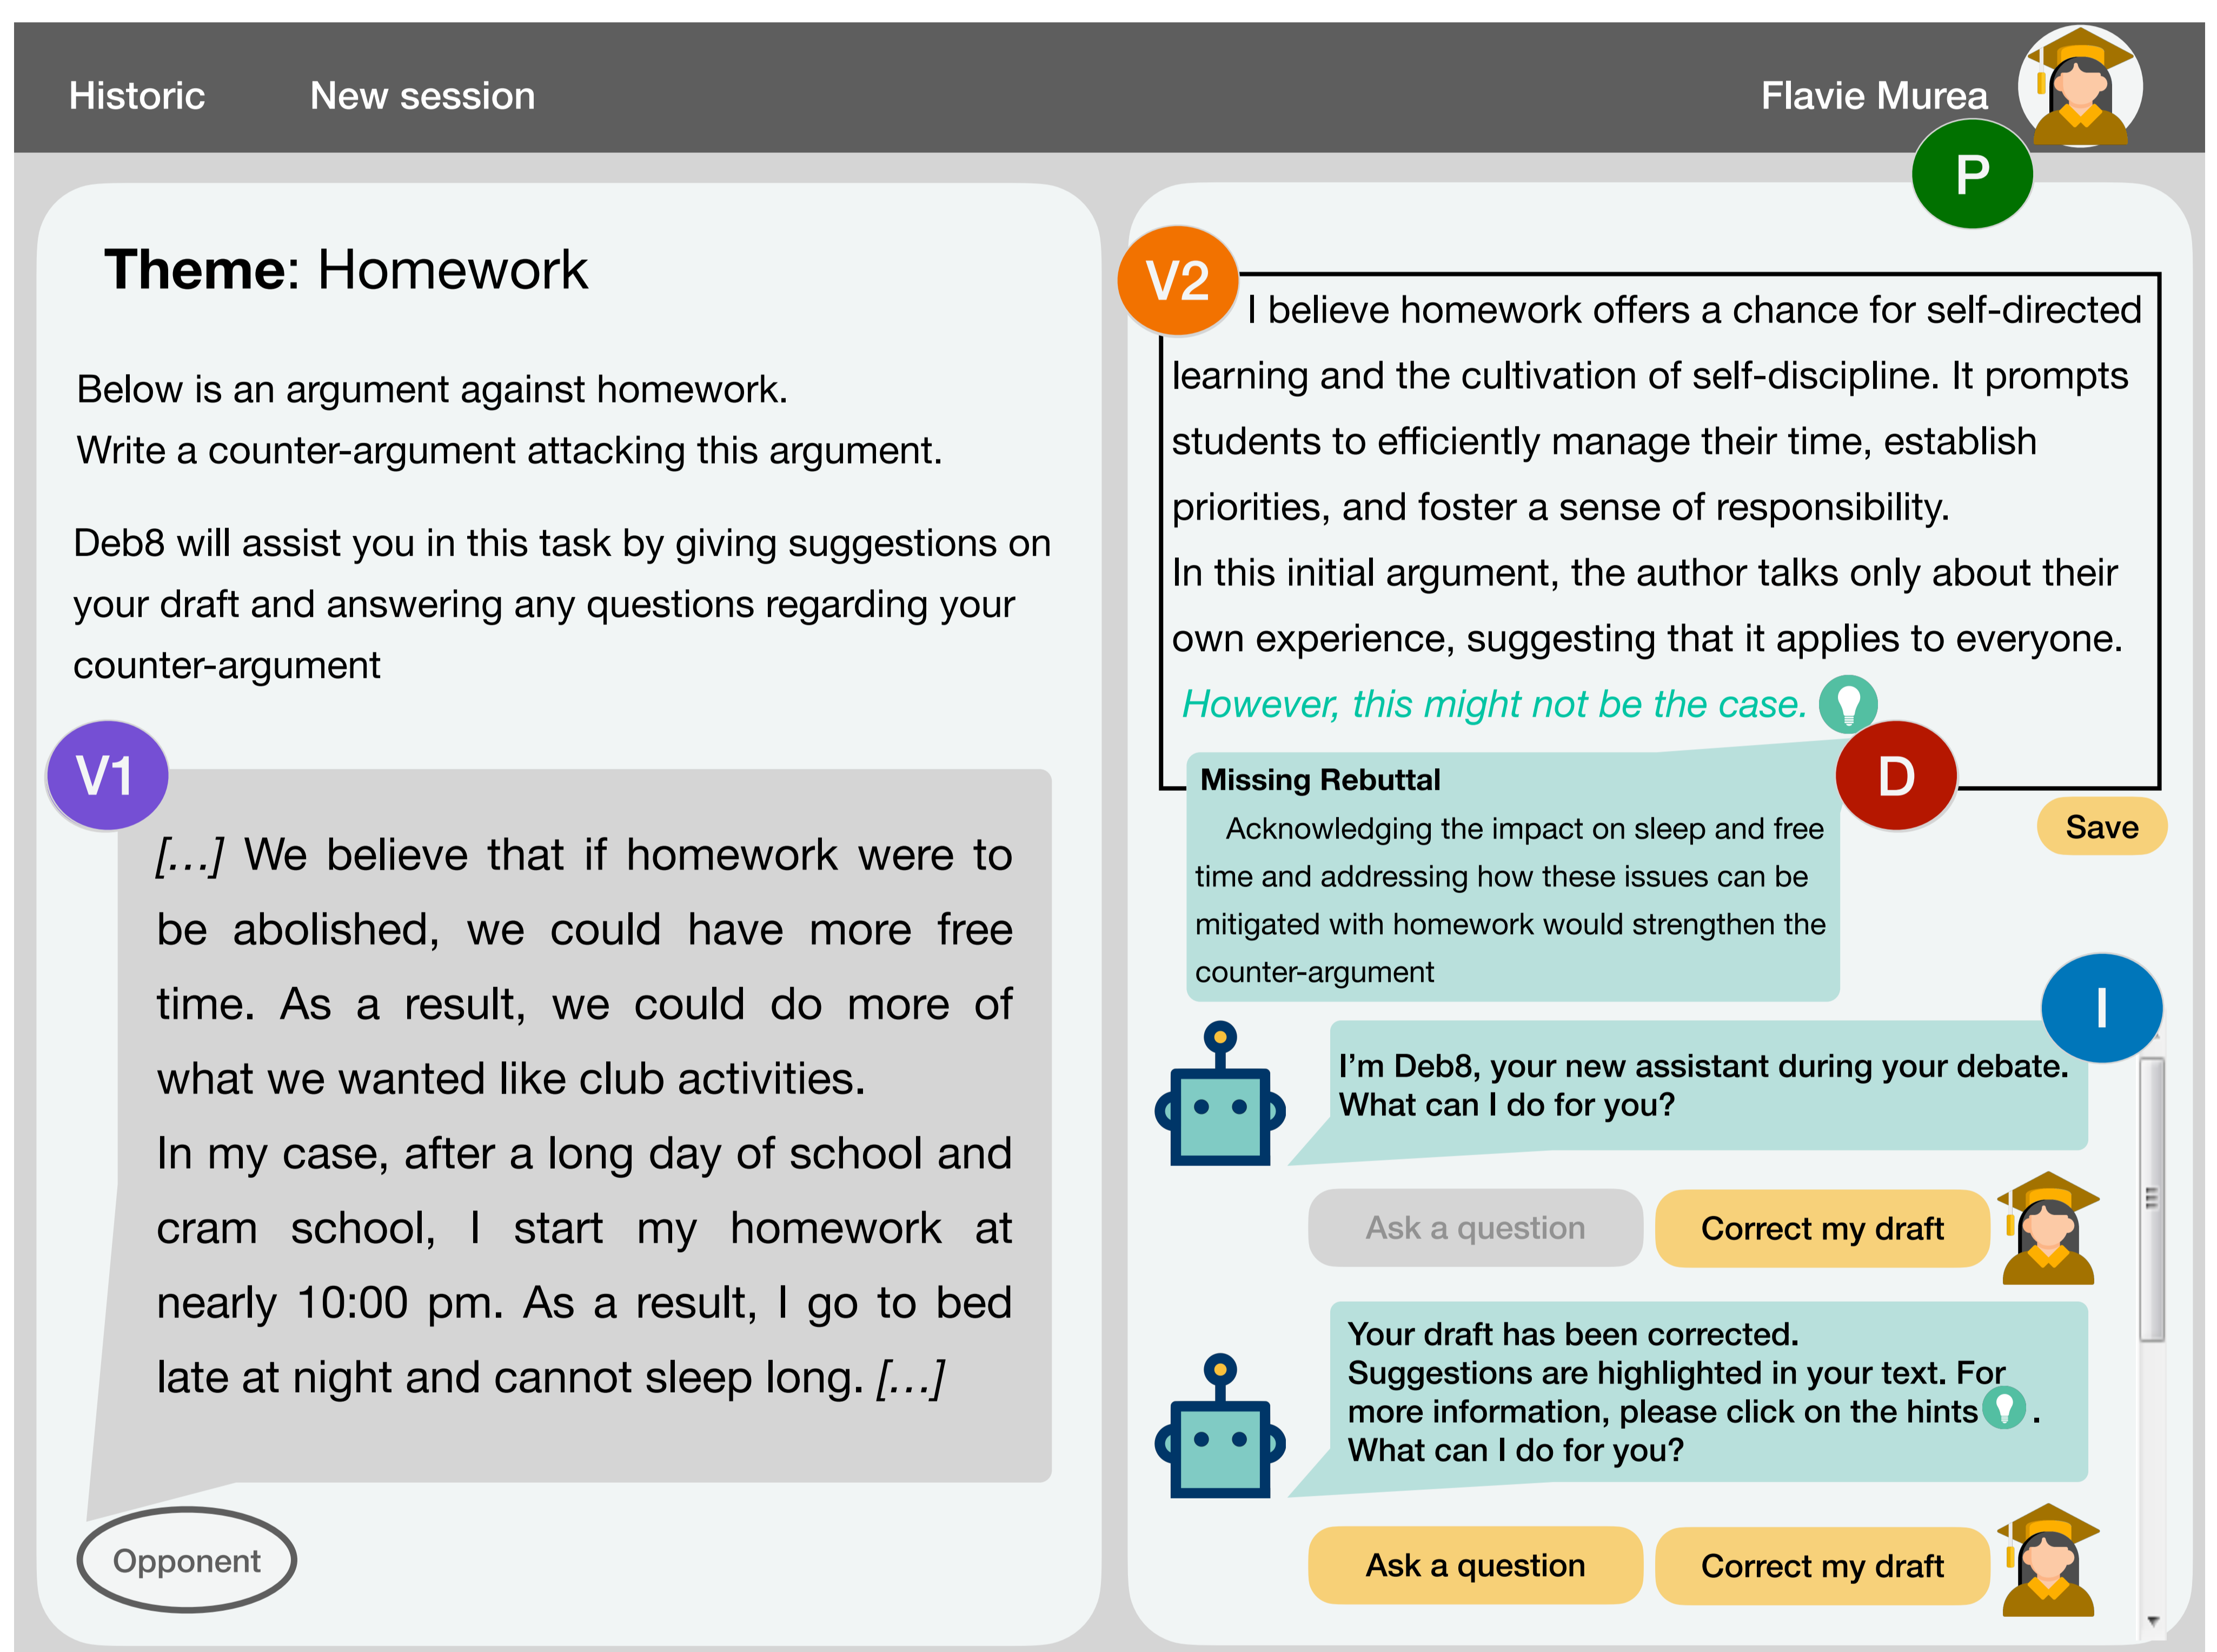 Historic
New session
Flavie Murea
P
Theme: Homework
Below is an argument against homework.
Write a counter-argument attacking this argument.
Deb8 will assist you in this task by giving suggestions on
your draft and answering any questions regarding your
counter-argument
V1
[...] We believe that if homework were to
be abolished, we could have more free
time. As a result, we could do more of
what we wanted like club activities.
In my case, after a long day of school and
cram school, I start my homework at
nearly 10:00 pm. As a result, I go to bed
late at night and cannot sleep long. [...]
Opponent
V2
I believe homework offers a chance for self-directed
learning and the cultivation of self-discipline. It prompts
students to efficiently manage their time, establish
priorities, and foster a sense of responsibility.
In this initial argument, the author talks only about their
own experience, suggesting that it applies to everyone.
However, this might not be the case.
D
Missing Rebuttal
Acknowledging the impact on sleep and free
time and addressing how these issues can be
mitigated with homework would strengthen the
counter-argument
Save
I
I'm Deb8, your new assistant during your debate.
What can I do for you?
Ask a question
Correct my draft
Your draft has been corrected.
Suggestions are highlighted in your text. For
more information, please click on the hints .
What can I do for you?
Ask a question
Correct my draft